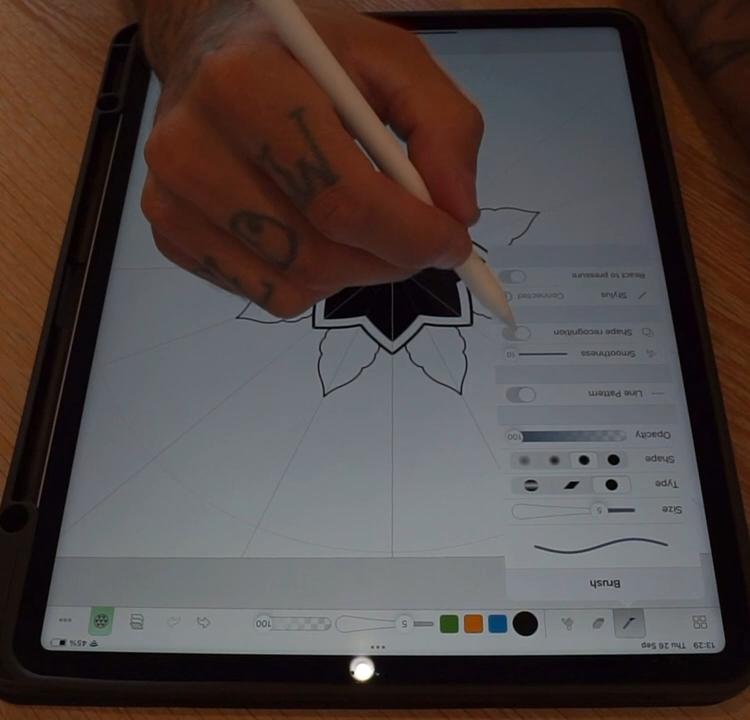 13:29 Thu 26 Sep
45%
5
100
Brush
Size
5
Type
Shape
Opacity
100
Line Pattern
Smoothness
10
Shape recognition
Stylus
Connected
React to pressure
LOW